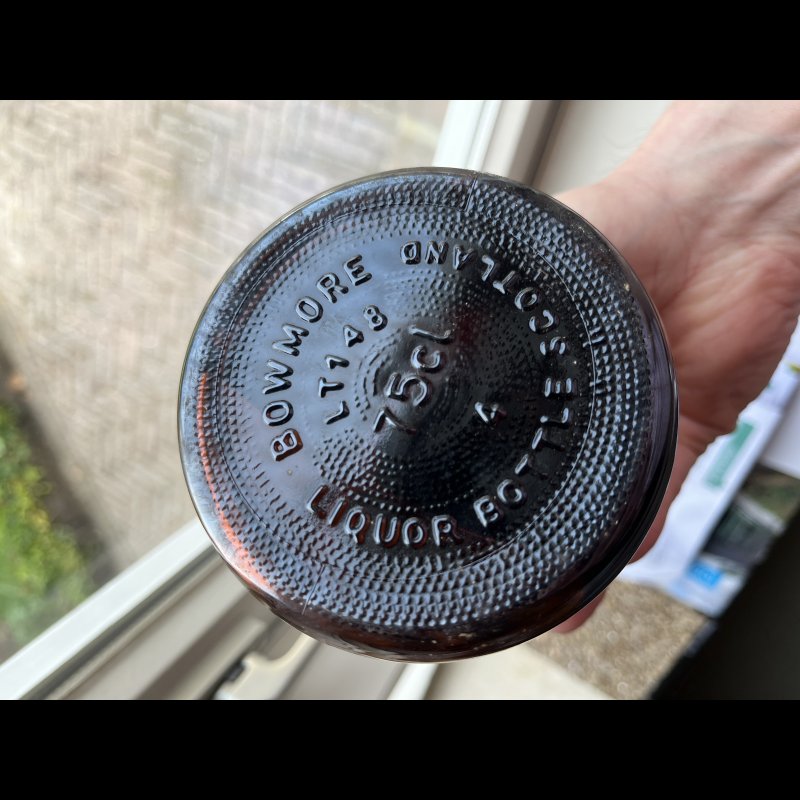 BOWMORE
SCOTLAND
LIQUOR BOTTLE
LT148
75cl
4